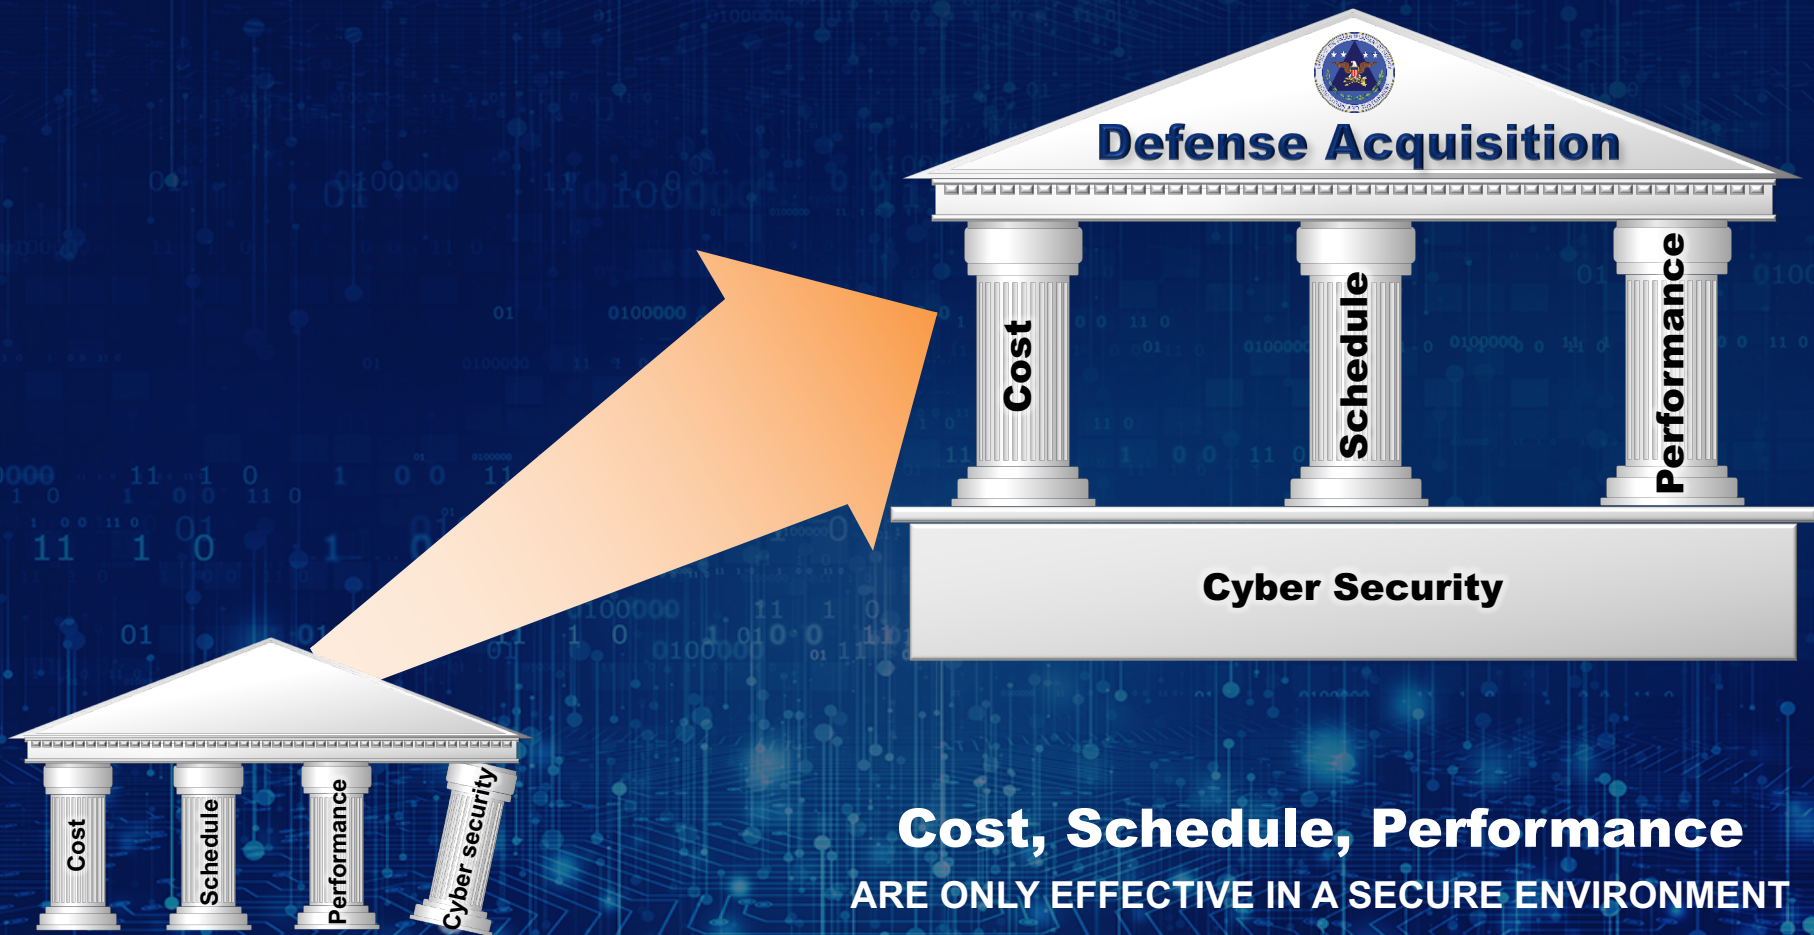 Defense Acquisition
Cost
Schedule
Performance
Cyber Security
Cost
Schedule
Performance
Cyber security
Cost, Schedule, Performance
ARE ONLY EFFECTIVE IN A SECURE ENVIRONMENT